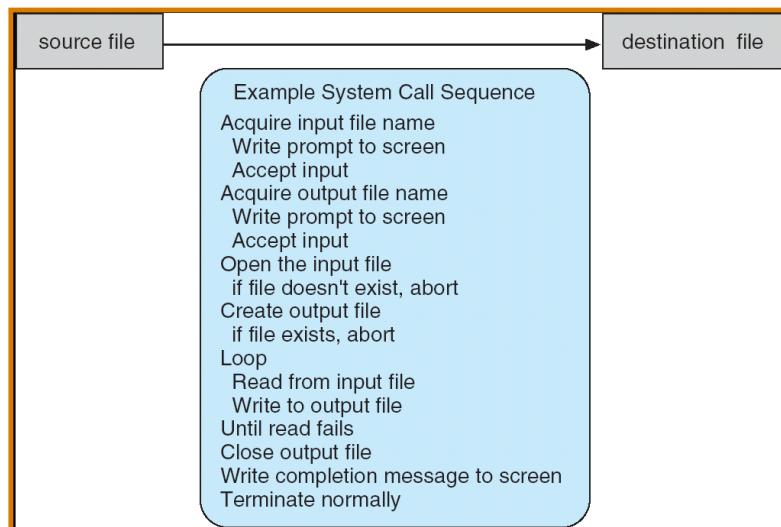 source file
destination file
Example System Call Sequence
Acquire input file name
Write prompt to screen
Accept input
Acquire output file name
Write prompt to screen
Accept input
Open the input file
if file doesn't exist, abort
Create output file
if file exists, abort
Loop
Read from input file
Write to output file
Until read fails
Close output file
Write completion message to screen
Terminate normally